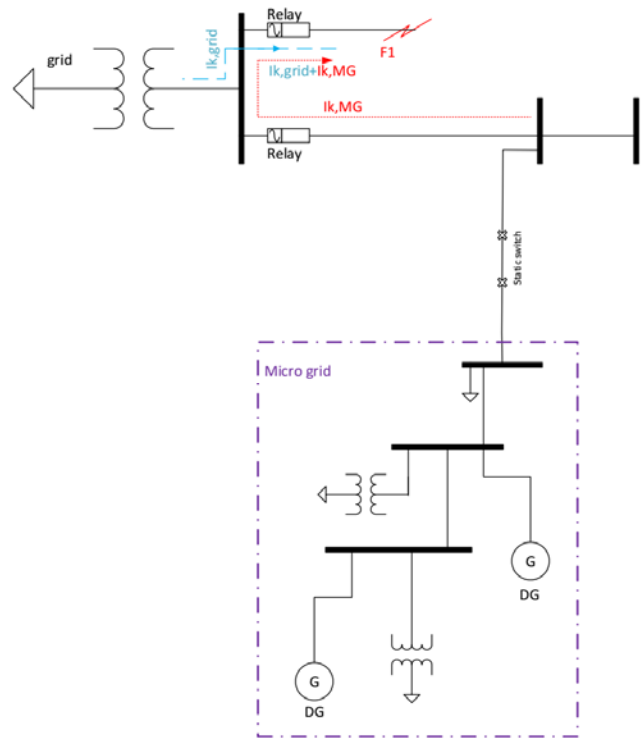 Relay
F1
grid
Ik,grid
Ik,grid+Ik,MG
Ik,MG
Relay
Static switch
Micro grid
G
DG
G
DG